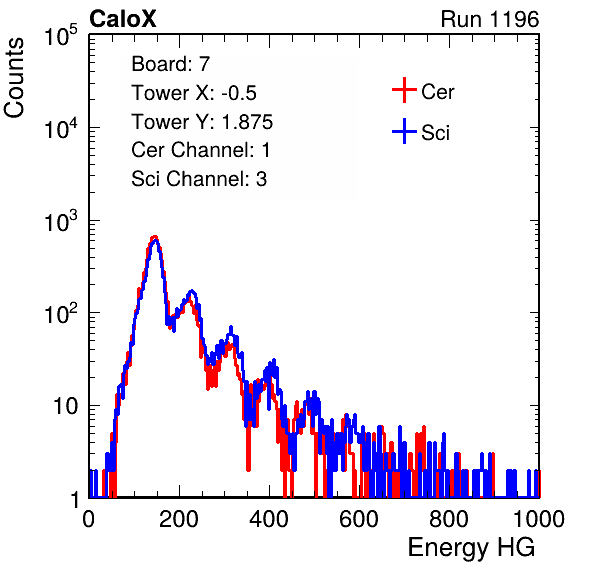 CaloX Run 1196
Counts
10^5
10^4
10^3
10^2
10
1
Board: 7
Tower X: -0.5
Tower Y: 1.875
Cer Channel: 1
Sci Channel: 3
Cer
Sci
0 200 400 600 800 1000
Energy HG